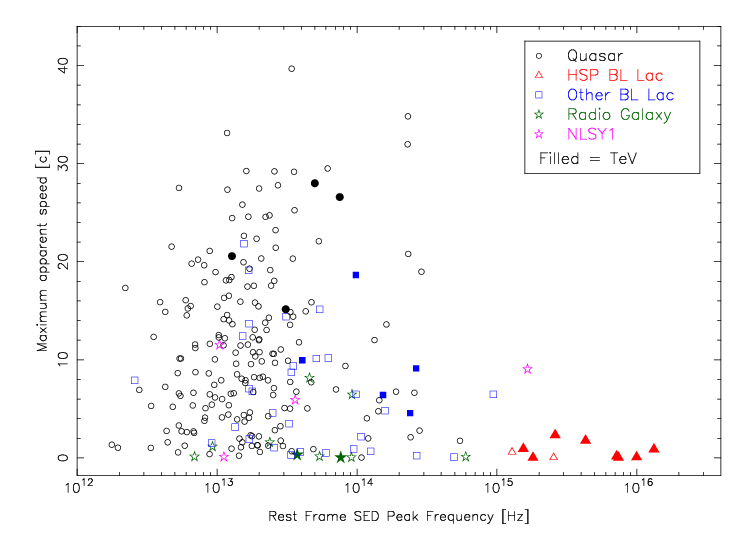 Quasar
HSP BL Lac
Other BL Lac
Radio Galaxy
NLSY1
Filled = TeV
Maximum apparent speed [c]
40
30
20
10
0
10^12 10^13 10^14 10^15 10^16
Rest Frame SED Peak Frequency [Hz]